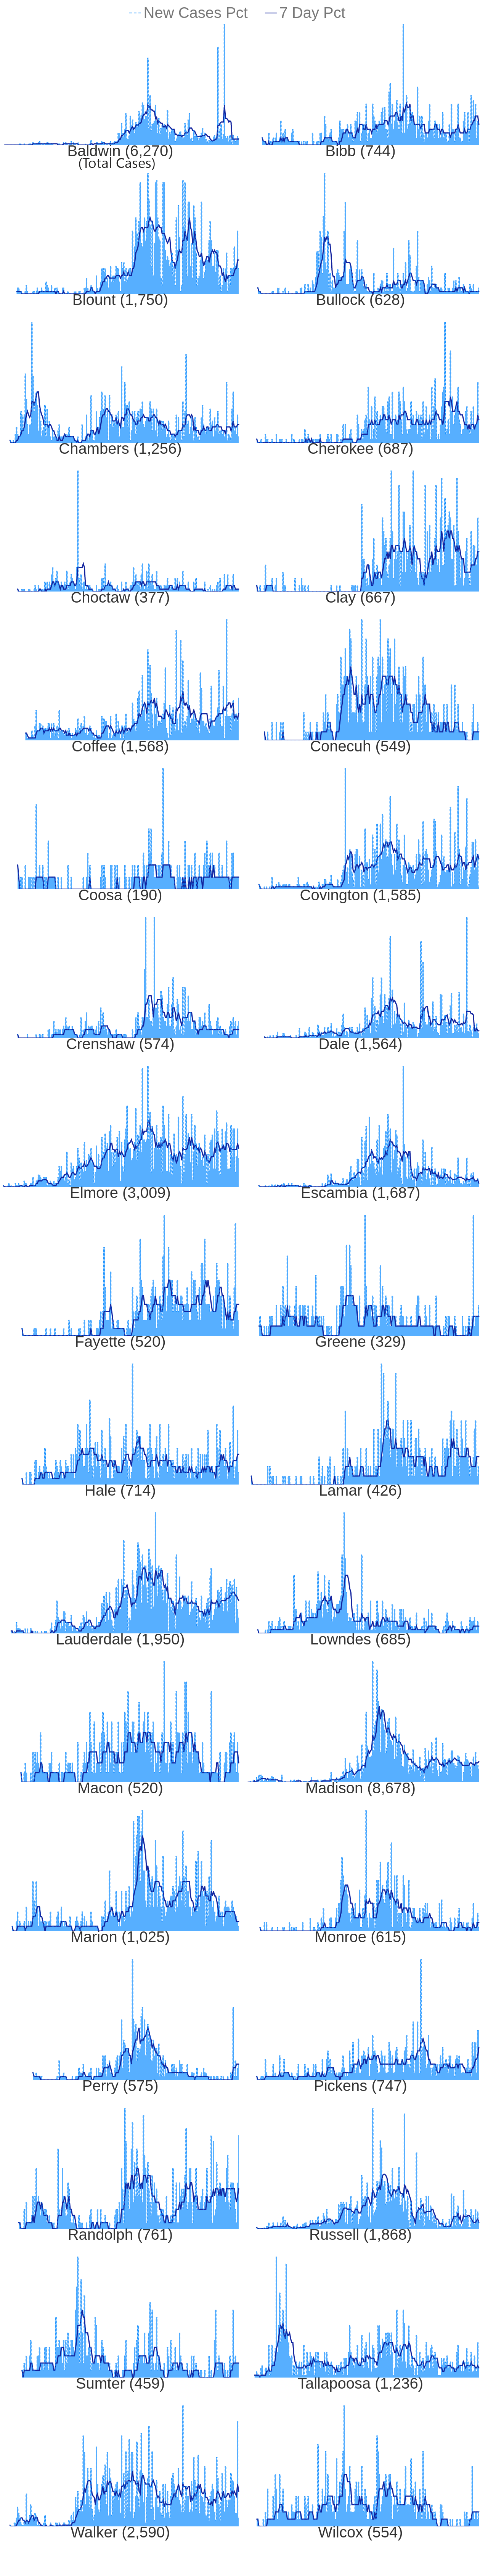 New Cases Pct 7 Day Pct
Baldwin (6,270) Bibb (744)
(Total Cases)
Blount (1,750) Bullock (628)
Chambers (1,256) Cherokee (687)
Choctaw (377) Clay (667)
Coffee (1,568) Conecuh (549)
Coosa (190) Covington (1,585)
Crenshaw (574) Dale (1,564)
Elmore (3,009) Escambia (1,687)
Fayette (520) Greene (329)
Hale (714) Lamar (426)
Lauderdale (1,950) Lowndes (685)
Macon (520) Madison (8,678)
Marion (1,025) Monroe (615)
Perry (575) Pickens (747)
Randolph (761) Russell (1,868)
Sumter (459) Tallapoosa (1,236)
Walker (2,590) Wilcox (554)